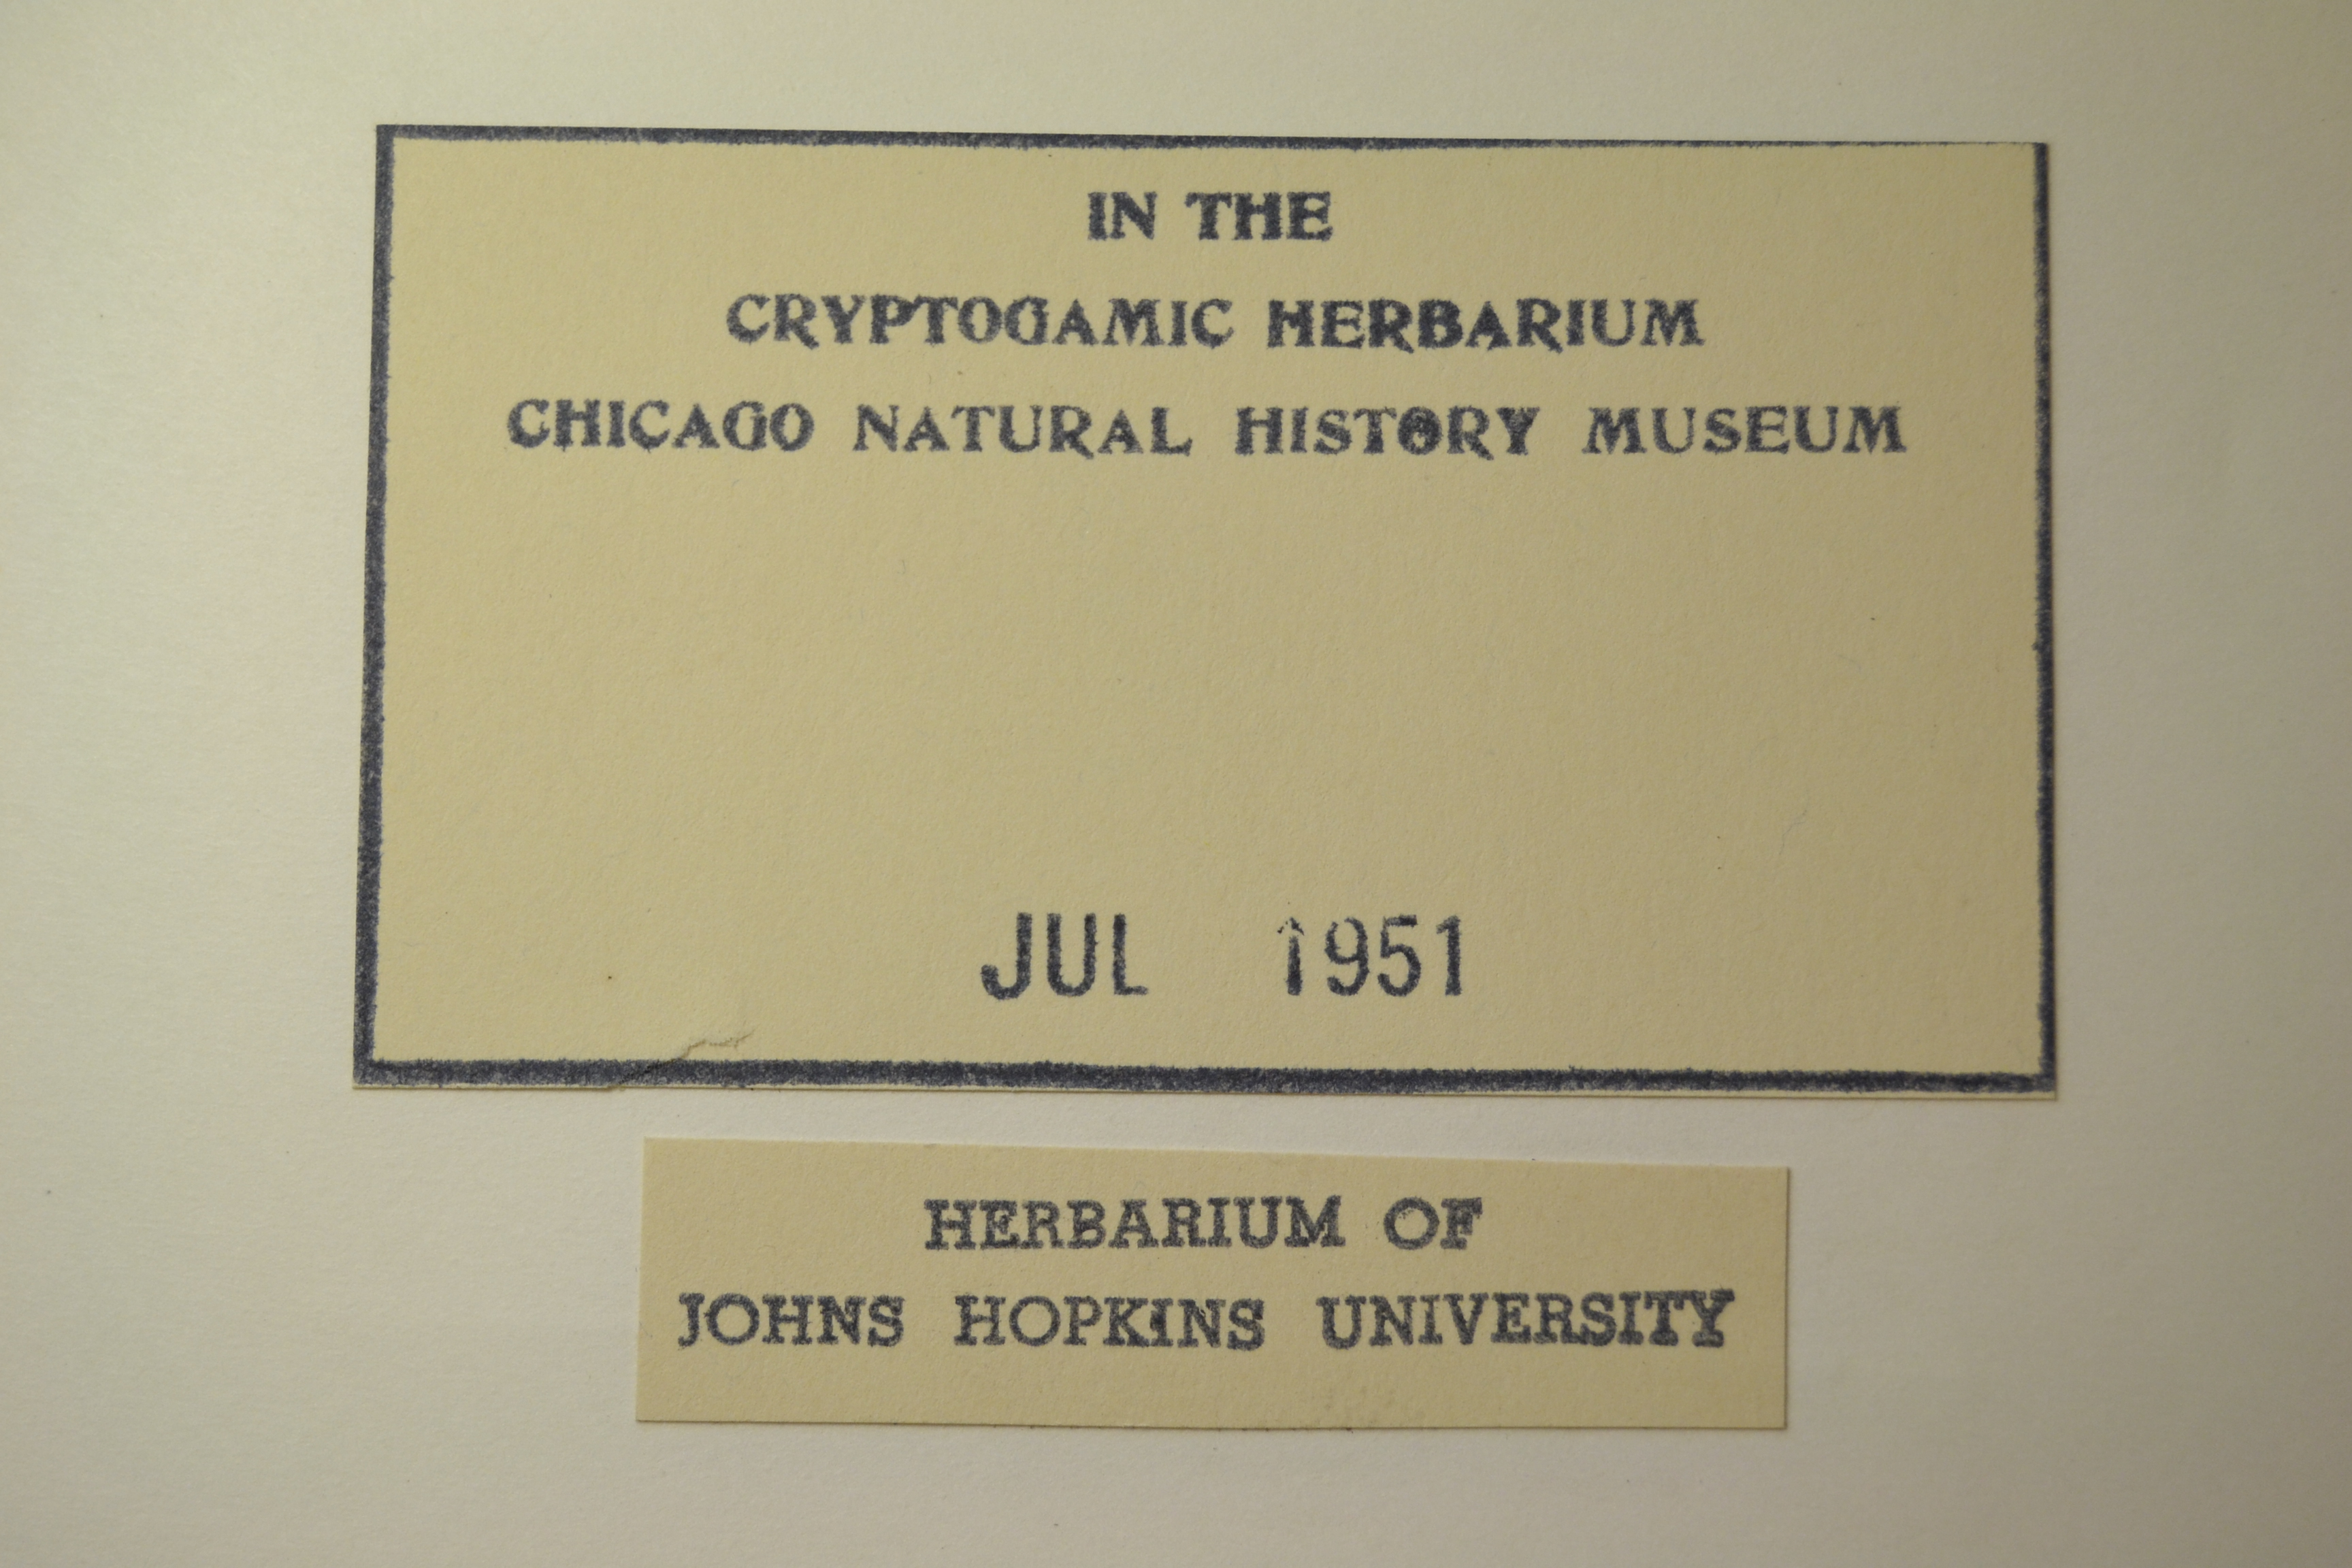 IN THE
CRYPTOGAMIC HERBARIUM
CHICAGO NATURAL HISTORY MUSEUM
JUL 1951
HERBARIUM OF
JOHNS HOPKINS UNIVERSITY